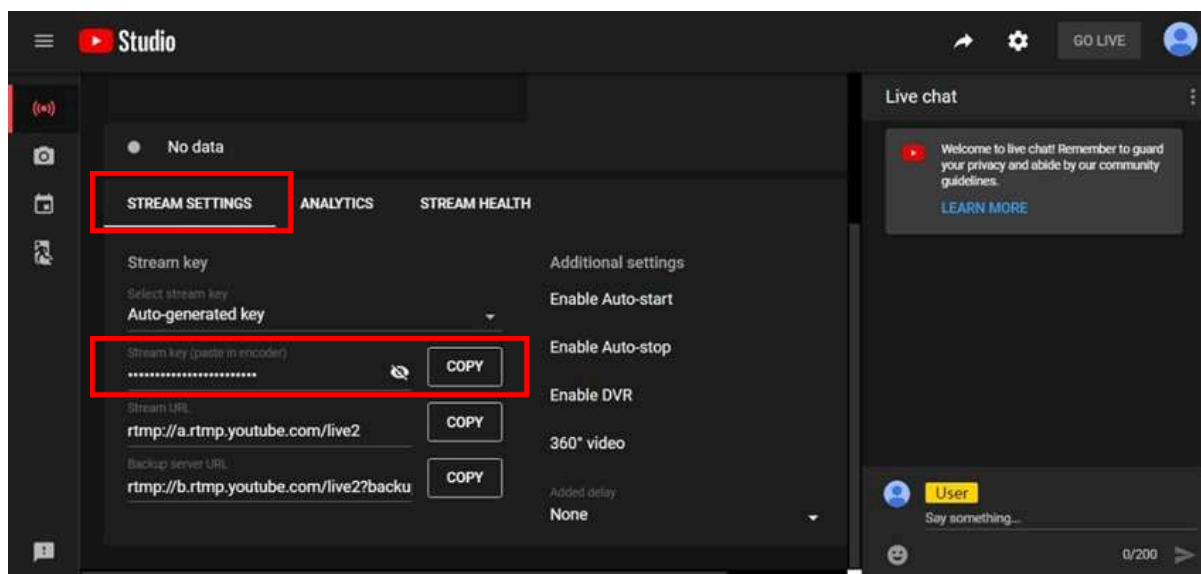 Studio
GO LIVE
No data
STREAM SETTINGS
ANALYTICS
STREAM HEALTH
Stream key
Select stream key
Auto-generated key
Stream key (paste in encoder)
••••••••••••••••••••••••
COPY
Stream URL
rtmp://a.rtmp.youtube.com/live2
COPY
Backup server URL
rtmp://b.rtmp.youtube.com/live2?backu
COPY
Additional settings
Enable Auto-start
Enable Auto-stop
Enable DVR
360° video
Added delay
None
Live chat
Welcome to live chat! Remember to guard
your privacy and abide by our community
guidelines.
LEARN MORE
User
Say something...
0/200